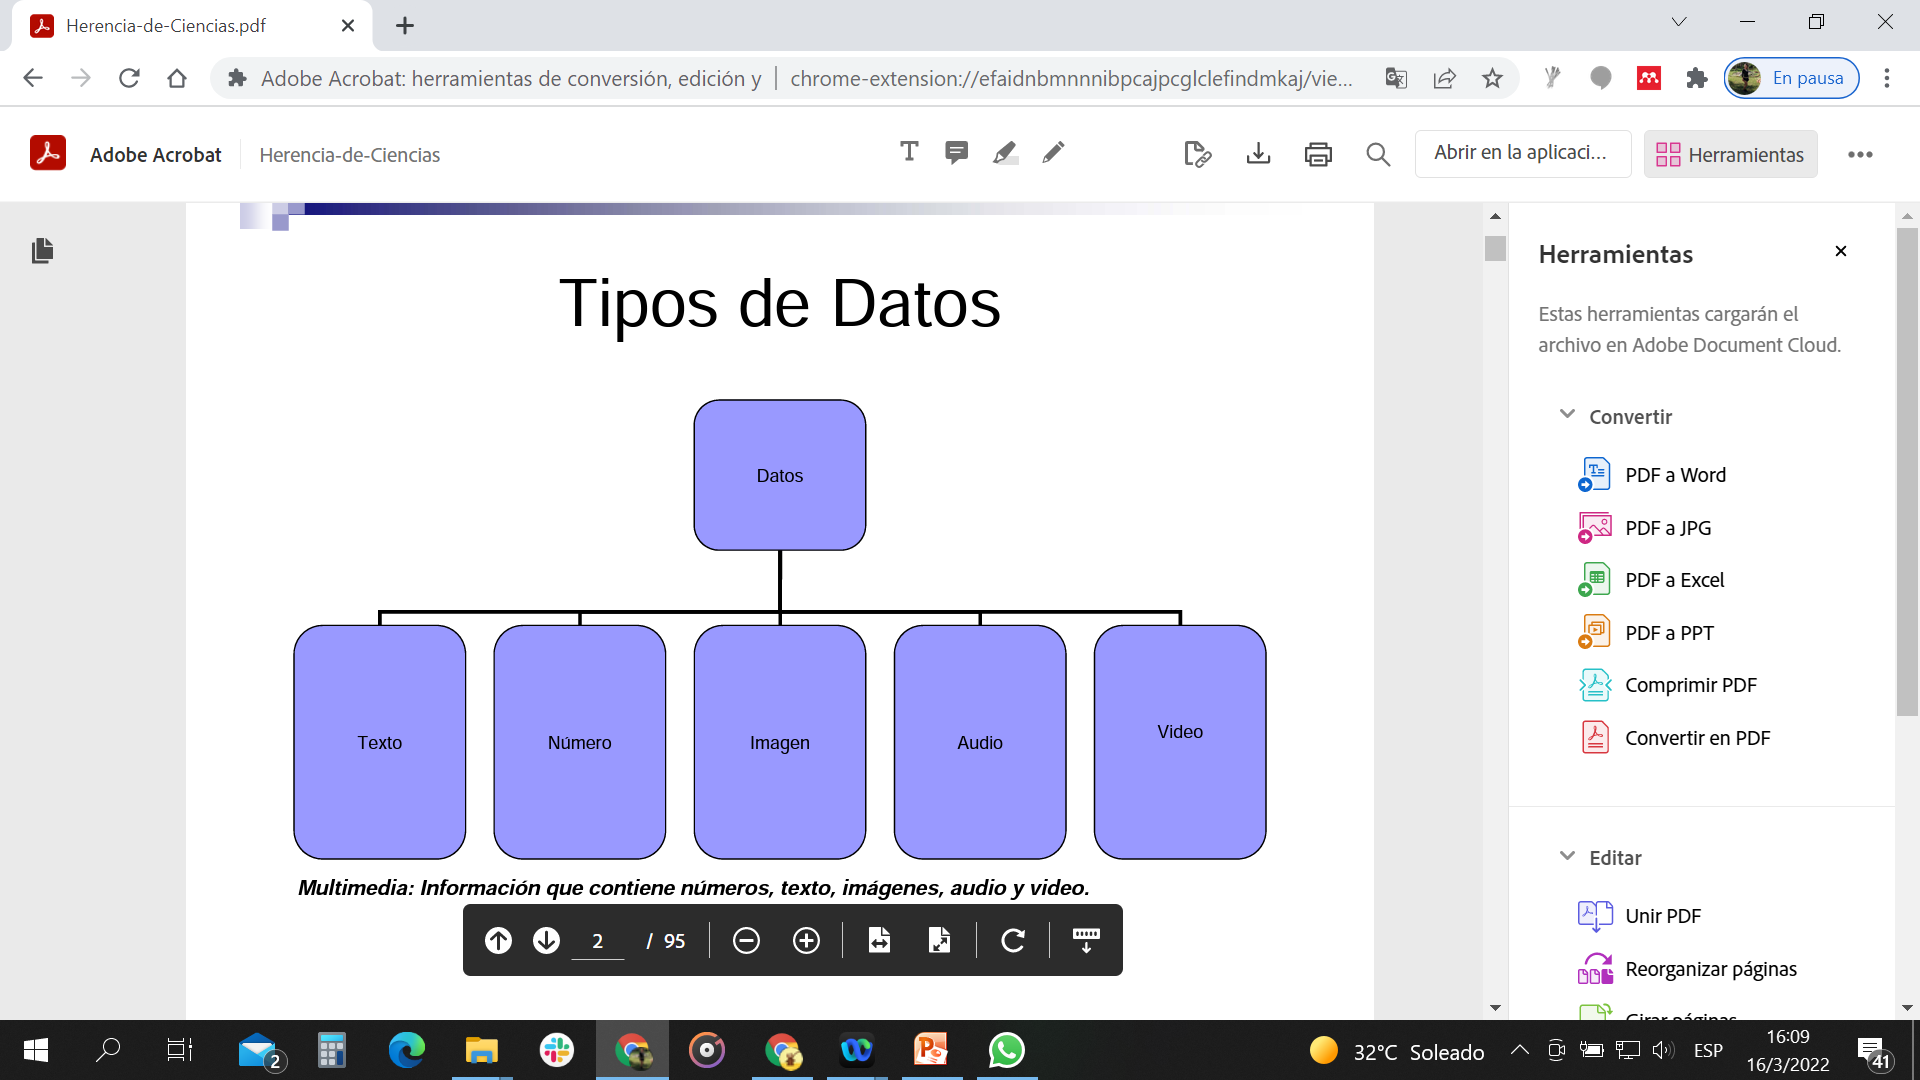 Herencia-de-Ciencias.pdf
Adobe Acrobat: herramientas de conversión, edición y | chrome-extension://efaidnbmnnnibpcajpcglclefindmkaj/vie...
En pausa
Adobe Acrobat
Herencia-de-Ciencias
Abrir en la aplicaci...
Herramientas
Tipos de Datos
Datos
Texto
Número
Imagen
Audio
Video
Multimedia: Información que contiene números, texto, imágenes, audio y video.
2 / 95
Herramientas
Estas herramientas cargarán el
archivo en Adobe Document Cloud.
Convertir
PDF a Word
PDF a JPG
PDF a Excel
PDF a PPT
Comprimir PDF
Convertir en PDF
Editar
Unir PDF
Reorganizar páginas
Girar páginas
2
32°C Soleado
ESP
16:09
16/3/2022
41